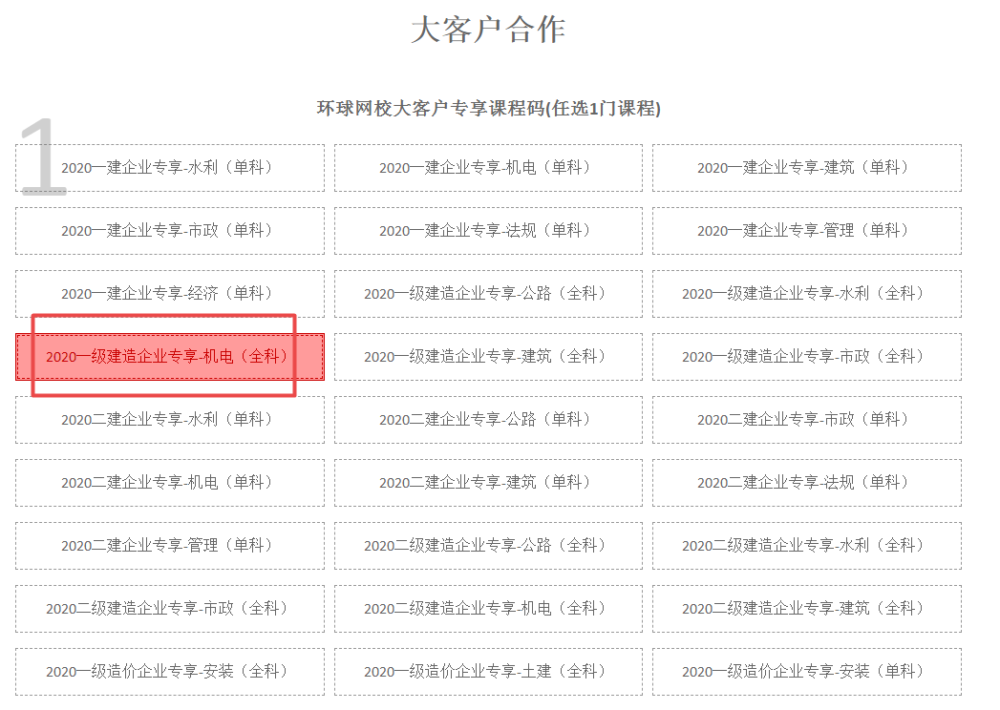 大客户合作
环球网校大客户专享课程码(任选1门课程)
1
2020一建企业专享-水利（单科）
2020一建企业专享-机电（单科）
2020一建企业专享-建筑（单科）
2020一建企业专享-市政（单科）
2020一建企业专享-法规（单科）
2020一建企业专享-管理（单科）
2020一建企业专享-经济（单科）
2020一级建造企业专享-公路（全科）
2020一级建造企业专享-水利（全科）
2020一级建造企业专享-机电（全科）
2020一级建造企业专享-建筑（全科）
2020一级建造企业专享-市政（全科）
2020二建企业专享-水利（单科）
2020二建企业专享-公路（单科）
2020二建企业专享-市政（单科）
2020二建企业专享-机电（单科）
2020二建企业专享-建筑（单科）
2020二建企业专享-法规（单科）
2020二建企业专享-管理（单科）
2020二级建造企业专享-公路（全科）
2020二级建造企业专享-水利（全科）
2020二级建造企业专享-市政（全科）
2020二级建造企业专享-机电（全科）
2020二级建造企业专享-建筑（全科）
2020一级造价企业专享-安装（全科）
2020一级造价企业专享-土建（全科）
2020一级造价企业专享-安装（单科）